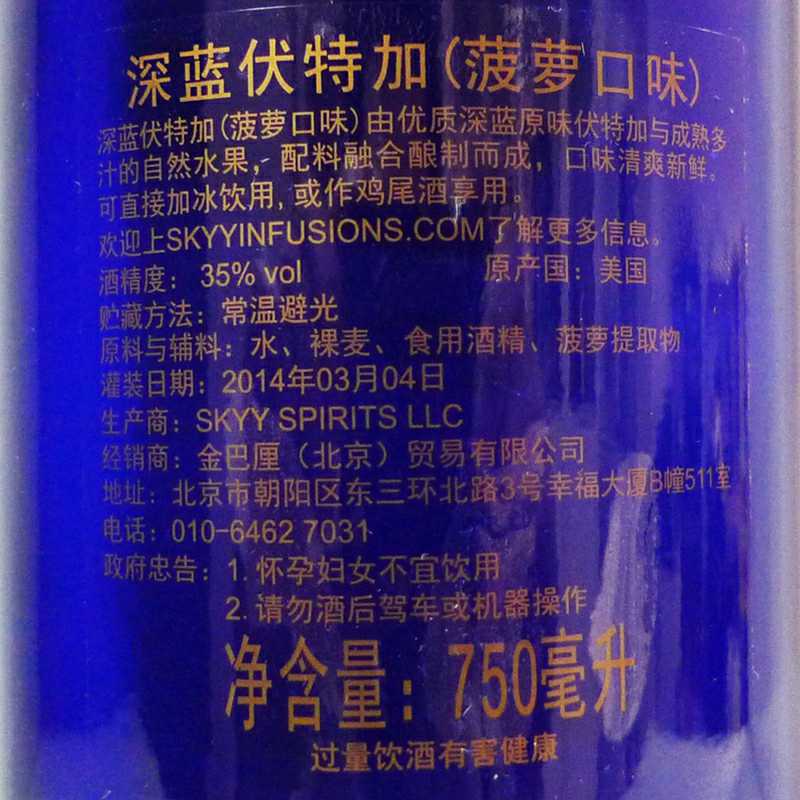 深蓝伏特加(菠萝口味)
深蓝伏特加(菠萝口味)由优质深蓝原味伏特加与成熟多
汁的自然水果，配料融合酿制而成，口味清爽新鲜。
可直接加冰饮用,或作鸡尾酒享用。
欢迎上SKYYINFUSIONS.COM了解更多信息。
酒精度：35% vol 原产国：美国
贮藏方法：常温避光
原料与辅料：水、裸麦、食用酒精、菠萝提取物
灌装日期：2014年03月04日
生产商：SKYY SPIRITS LLC
经销商：金巴厘（北京）贸易有限公司
地址：北京市朝阳区东三环北路3号幸福大厦B幢511室
电话：010-6462 7031
政府忠告：1. 怀孕妇女不宜饮用
2. 请勿酒后驾车或机器操作
净含量：750毫升
过量饮酒有害健康